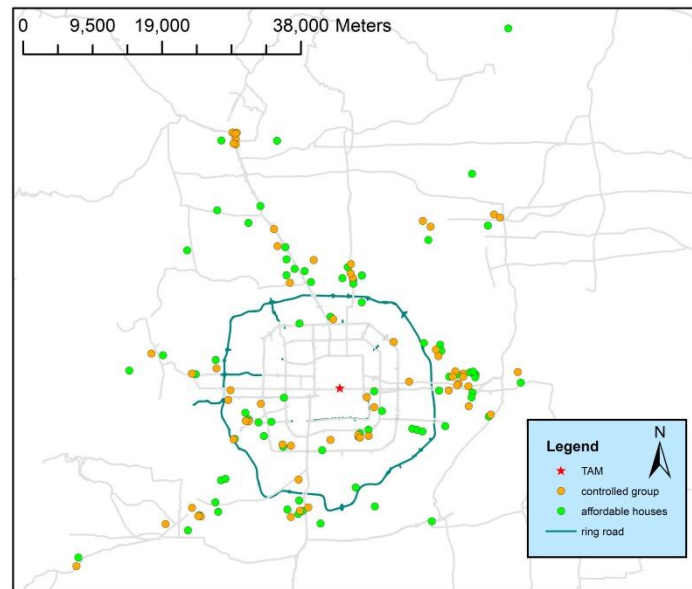 0 9,500 19,000 38,000 Meters
N
Legend
TAM
controlled group
affordable houses
ring road